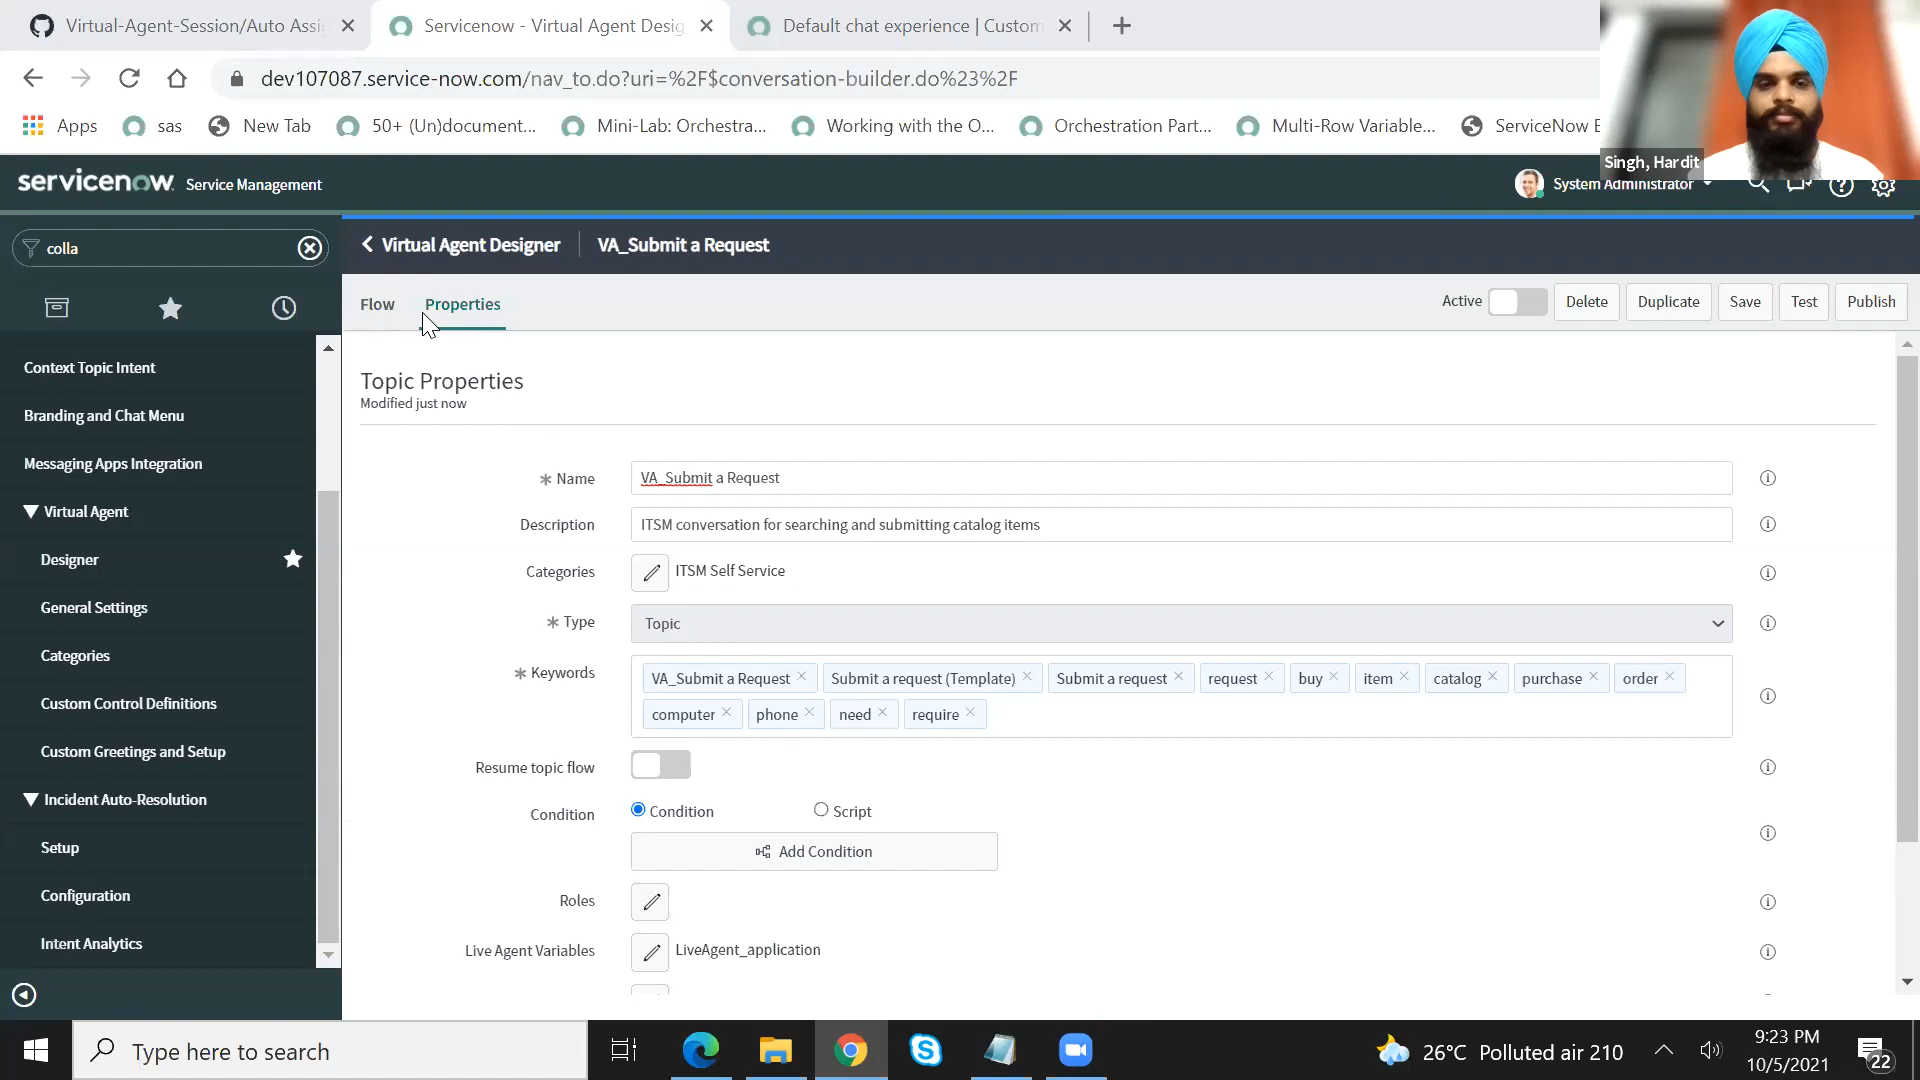 Virtual-Agent-Session/Auto Assi
Servicenow - Virtual Agent Desig
Default chat experience | Custom
dev107087.service-now.com/nav_to.do?uri=%2F$conversation-builder.do%23%2F
Apps
sas
New Tab
50+ (Un)document...
Mini-Lab: Orchestra...
Working with the O...
Orchestration Part...
Multi-Row Variable...
ServiceNow E
Singh, Hardit
servicenow Service Management
System Administrator
colla
Virtual Agent Designer
VA_Submit a Request
Flow
Properties
Active
Delete
Duplicate
Save
Test
Publish
Context Topic Intent
Branding and Chat Menu
Messaging Apps Integration
Virtual Agent
Designer
General Settings
Categories
Custom Control Definitions
Custom Greetings and Setup
Incident Auto-Resolution
Setup
Configuration
Intent Analytics
Topic Properties
Modified just now
* Name
VA_Submit a Request
Description
ITSM conversation for searching and submitting catalog items
Categories
ITSM Self Service
* Type
Topic
* Keywords
VA_Submit a Request × Submit a request (Template) × Submit a request × request × buy × item × catalog × purchase × order ×
computer × phone × need × require ×
Resume topic flow
Condition
Condition
Script
Add Condition
Roles
Live Agent Variables
LiveAgent_application
Type here to search
26°C Polluted air 210
9:23 PM
10/5/2021
22